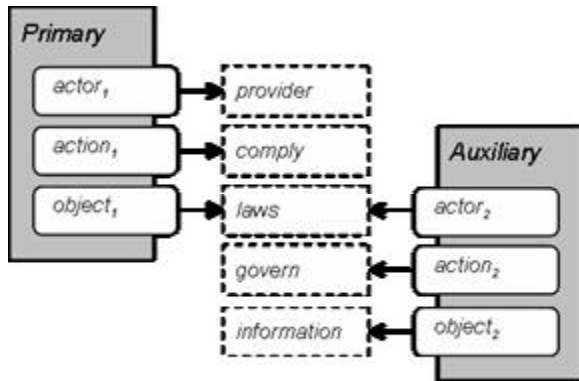 Primary
actor1
provider
action1
comply
Auxiliary
object1
laws
actor2
govern
action2
information
object2